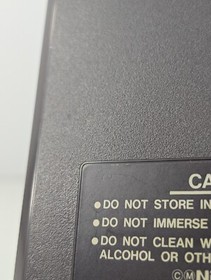 CA
• DO NOT STORE IN
• DO NOT IMMERSE
• DO NOT CLEAN W
ALCOHOL OR OTH
©Ⓜ